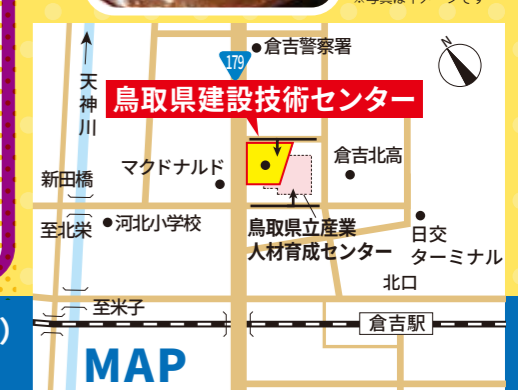 ※写真はイメージです
179
倉吉警察署
N
天神川
鳥取県建設技術センター
マクドナルド
倉吉北高
新田橋
至北栄
河北小学校
鳥取県立産業
人材育成センター
日交
ターミナル
北口
至米子
倉吉駅
)
MAP